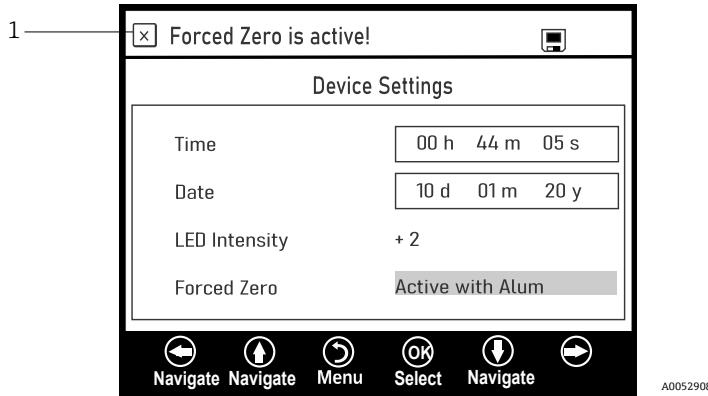 1
× Forced Zero is active!
Device Settings
Time 00 h 44 m 05 s
Date 10 d 01 m 20 y
LED Intensity + 2
Forced Zero Active with Alum
OK
Navigate Navigate Menu Select Navigate
A0052908